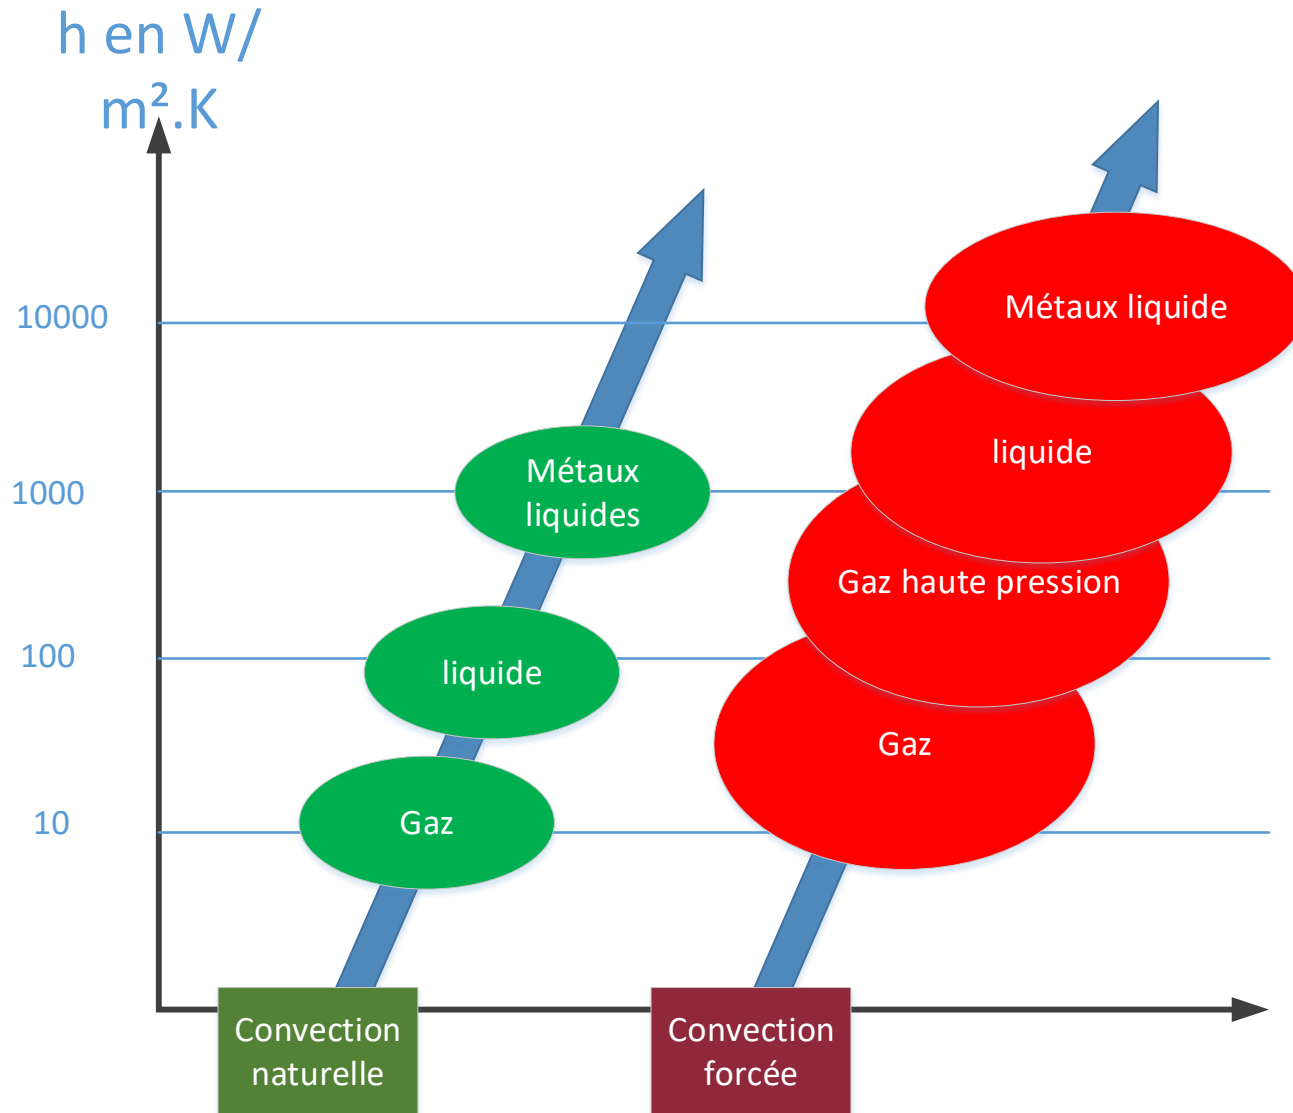 h en W/
m².K
10000
1000
100
10
Métaux
liquides
liquide
Gaz
Métaux liquide
liquide
Gaz haute pression
Gaz
Convection
naturelle
Convection
forcée